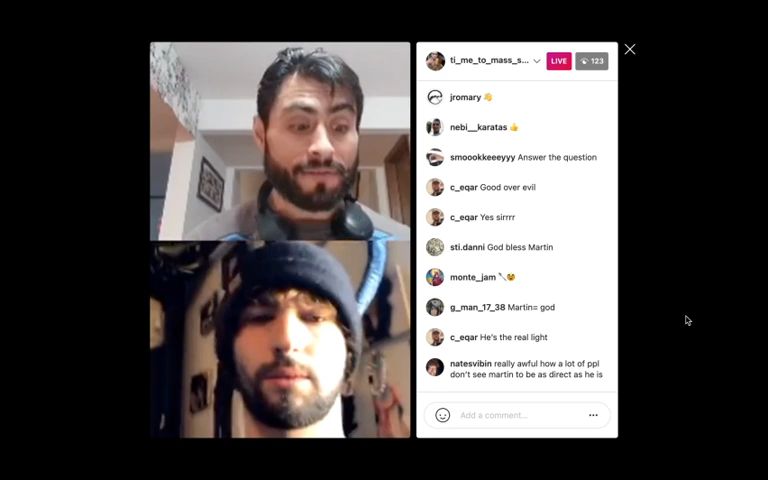 ti_me_to_mass_s... LIVE 123
jromary 👋
nebi__karatas 👍
smoookkeeeyyy Answer the question
c_eqar Good over evil
c_eqar Yes sirrrr
sti.danni God bless Martin
monte_jam
g_man_17_38 Martin= god
c_eqar He's the real light
natesvibin really awful how a lot of ppl
don't see martin to be as direct as he is
Add a comment...